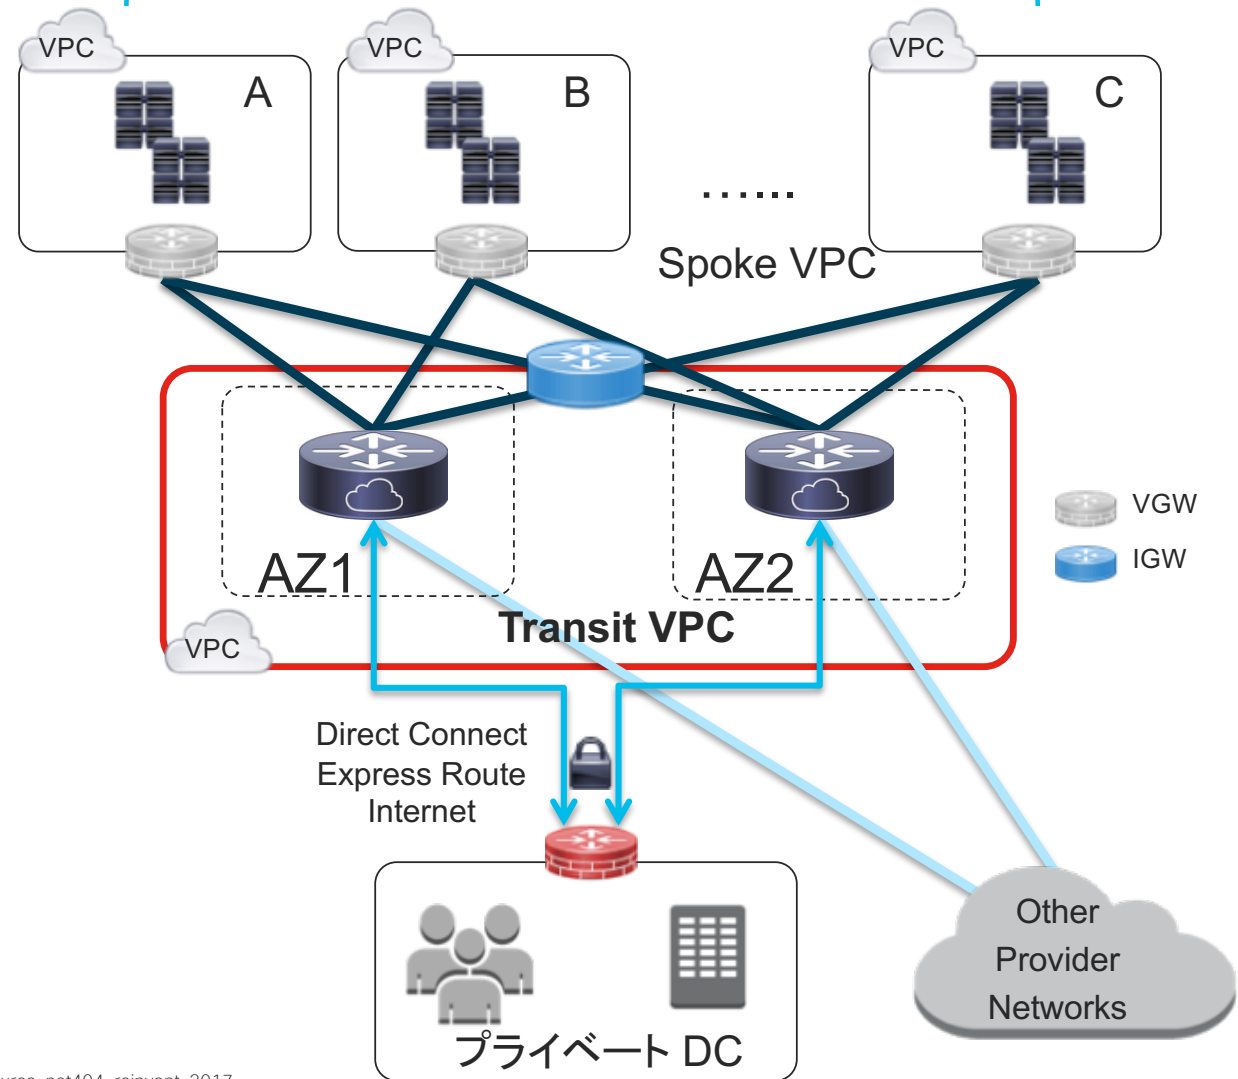 VPC
A
VPC
B
VPC
C
…....
Spoke VPC
AZ1
AZ2
Transit VPC
VPC
VGW
IGW
Direct Connect
Express Route
Internet
プライベート DC
Other
Provider
Networks